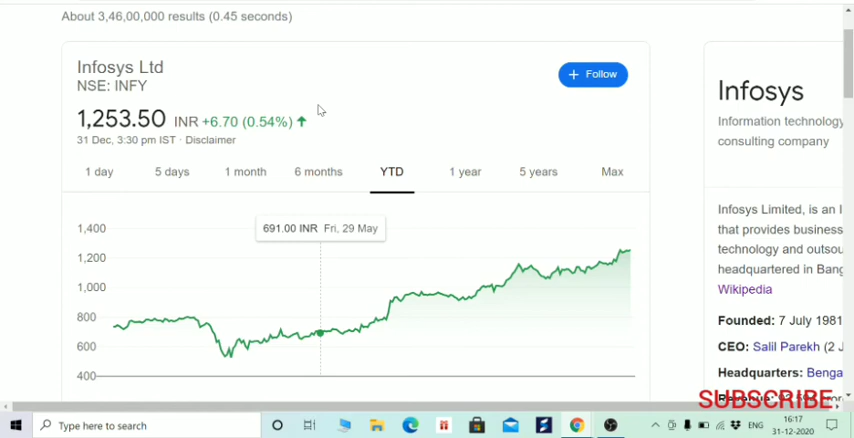 About 3,46,00,000 results (0.45 seconds)
Infosys Ltd
NSE: INFY
+ Follow
1,253.50 INR +6.70 (0.54%) ↑
31 Dec, 3:30 pm IST · Disclaimer
1 day 5 days 1 month 6 months YTD 1 year 5 years Max
691.00 INR Fri, 29 May
1,400
1,200
1,000
800
600
400
Infosys
Information technology
consulting company
Infosys Limited, is an I
that provides business
technology and outsou
headquartered in Bang
Wikipedia
Founded: 7 July 1981
CEO: Salil Parekh (2 J
Headquarters: Benga
Revenue:
SUBSCRIBE
Type here to search
ENG
16:17
31-12-2020